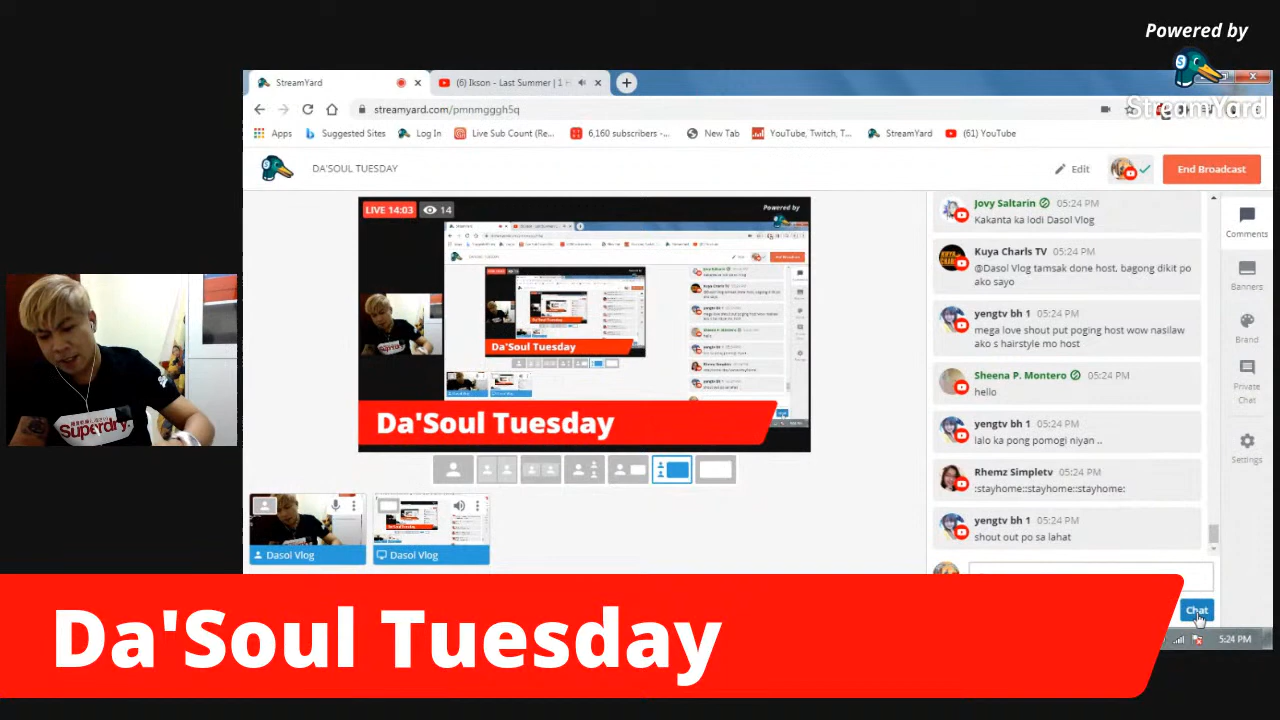 Powered by
StreamYard
StreamYard
(6) Ikson - Last Summer | 1
streamyard.com/pmnmgggh5q
Apps
Suggested Sites
Log In
Live Sub Count (Re...
6,160 subscribers -...
New Tab
YouTube, Twitch, T...
StreamYard
(61) YouTube
DA'SOUL TUESDAY
Edit
End Broadcast
LIVE 14:03
14
Powered by
Da'Soul Tuesday
Da'Soul Tuesday
Dasol Vlog
Dasol Vlog
Superdry.
Jovy Saltarin 05:24 PM
Kakanta ka lodi Dasol Vlog
Kuya Charls TV 05:24 PM
@Dasol Vlog tamsak done host, bagong dikit po
ako sayo
yengtv bh 1 05:24 PM
mega love shout put poging host wow nasilaw
ako s hairstyle mo host
Sheena P. Montero 05:24 PM
hello
yengtv bh 1 05:24 PM
lalo ka pong pomogi niyan ..
Rhemz Simpletv 05:24 PM
:stayhome::stayhome::stayhome:
yengtv bh 1 05:24 PM
shout out po sa lahat
Chat
Comments
Banners
Brand
Private
Chat
Settings
5:24 PM
Da'Soul Tuesday